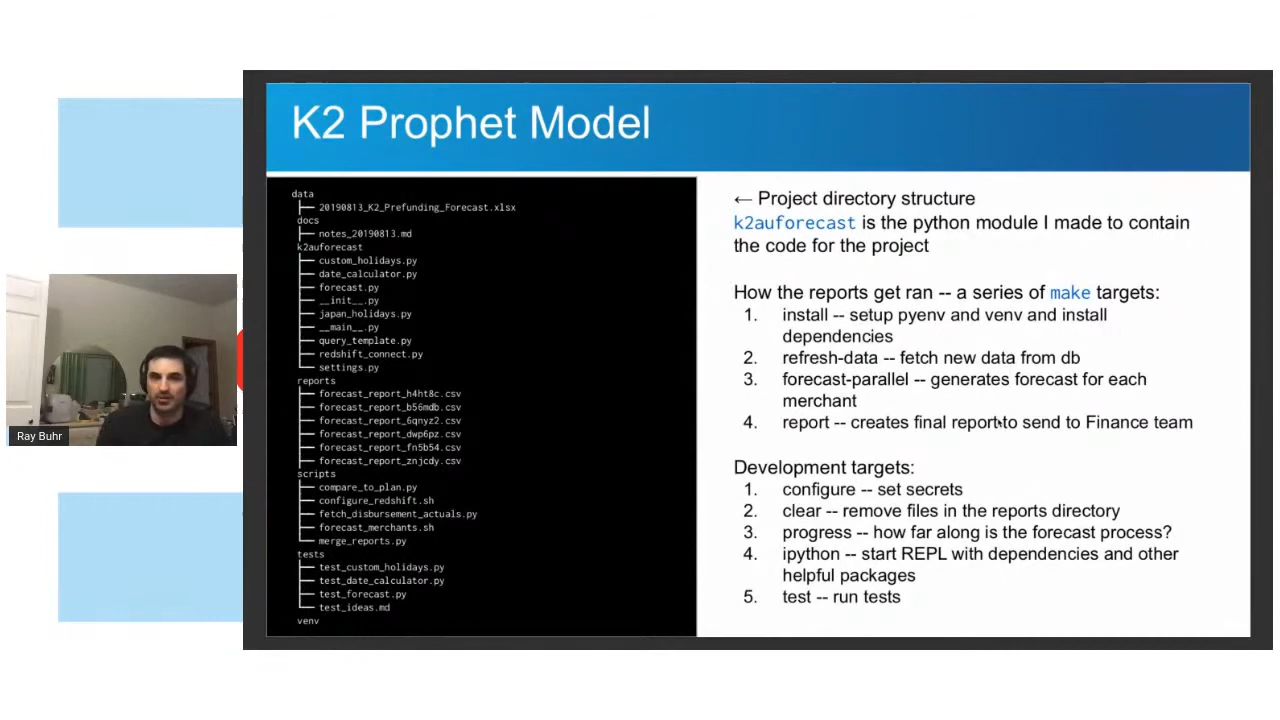 K2 Prophet Model
data
├── 20190813_K2_Prefunding_Forecast.xlsx
docs
├── notes_20190813.md
k2auforecast
├── custom_holidays.py
├── date_calculator.py
├── forecast.py
├── __init__.py
├── japan_holidays.py
├── __main__.py
├── query_template.py
├── redshift_connect.py
└── settings.py
reports
├── forecast_report_h4ht8c.csv
├── forecast_report_b56mdb.csv
├── forecast_report_6qnyz2.csv
├── forecast_report_dwp6pz.csv
├── forecast_report_fn5b54.csv
├── forecast_report_znjcdy.csv
scripts
├── compare_to_plan.py
├── configure_redshift.sh
├── fetch_disbursement_actuals.py
├── forecast_merchants.sh
└── merge_reports.py
tests
├── test_custom_holidays.py
├── test_date_calculator.py
├── test_forecast.py
└── test_ideas.md
venv
← Project directory structure
k2auforecast is the python module I made to contain
the code for the project
How the reports get ran -- a series of make targets:
1. install -- setup pyenv and venv and install
dependencies
2. refresh-data -- fetch new data from db
3. forecast-parallel -- generates forecast for each
merchant
4. report -- creates final report to send to Finance team
Development targets:
1. configure -- set secrets
2. clear -- remove files in the reports directory
3. progress -- how far along is the forecast process?
4. ipython -- start REPL with dependencies and other
helpful packages
5. test -- run tests
Ray Buhr